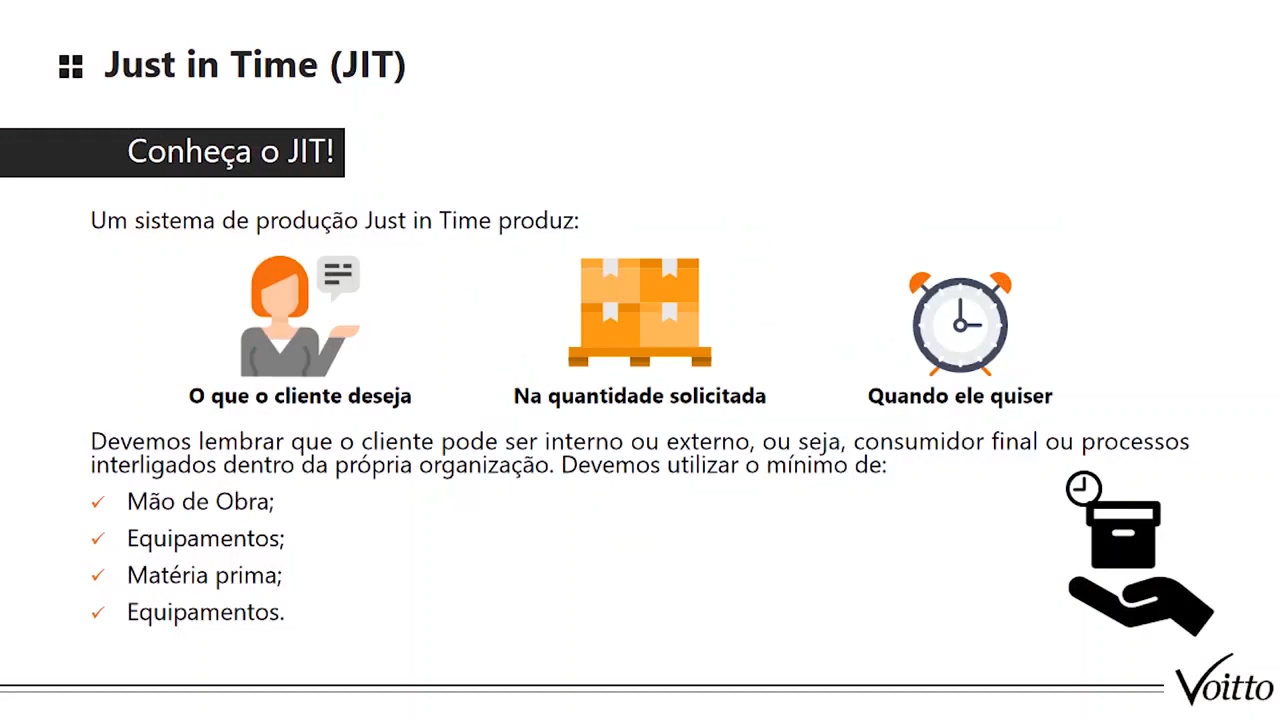 Just in Time (JIT)
Conheça o JIT!
Um sistema de produção Just in Time produz:
O que o cliente deseja
Na quantidade solicitada
Quando ele quiser
Devemos lembrar que o cliente pode ser interno ou externo, ou seja, consumidor final ou processos
interligados dentro da própria organização. Devemos utilizar o mínimo de:
Mão de Obra;
Equipamentos;
Matéria prima;
Equipamentos.
Voitto